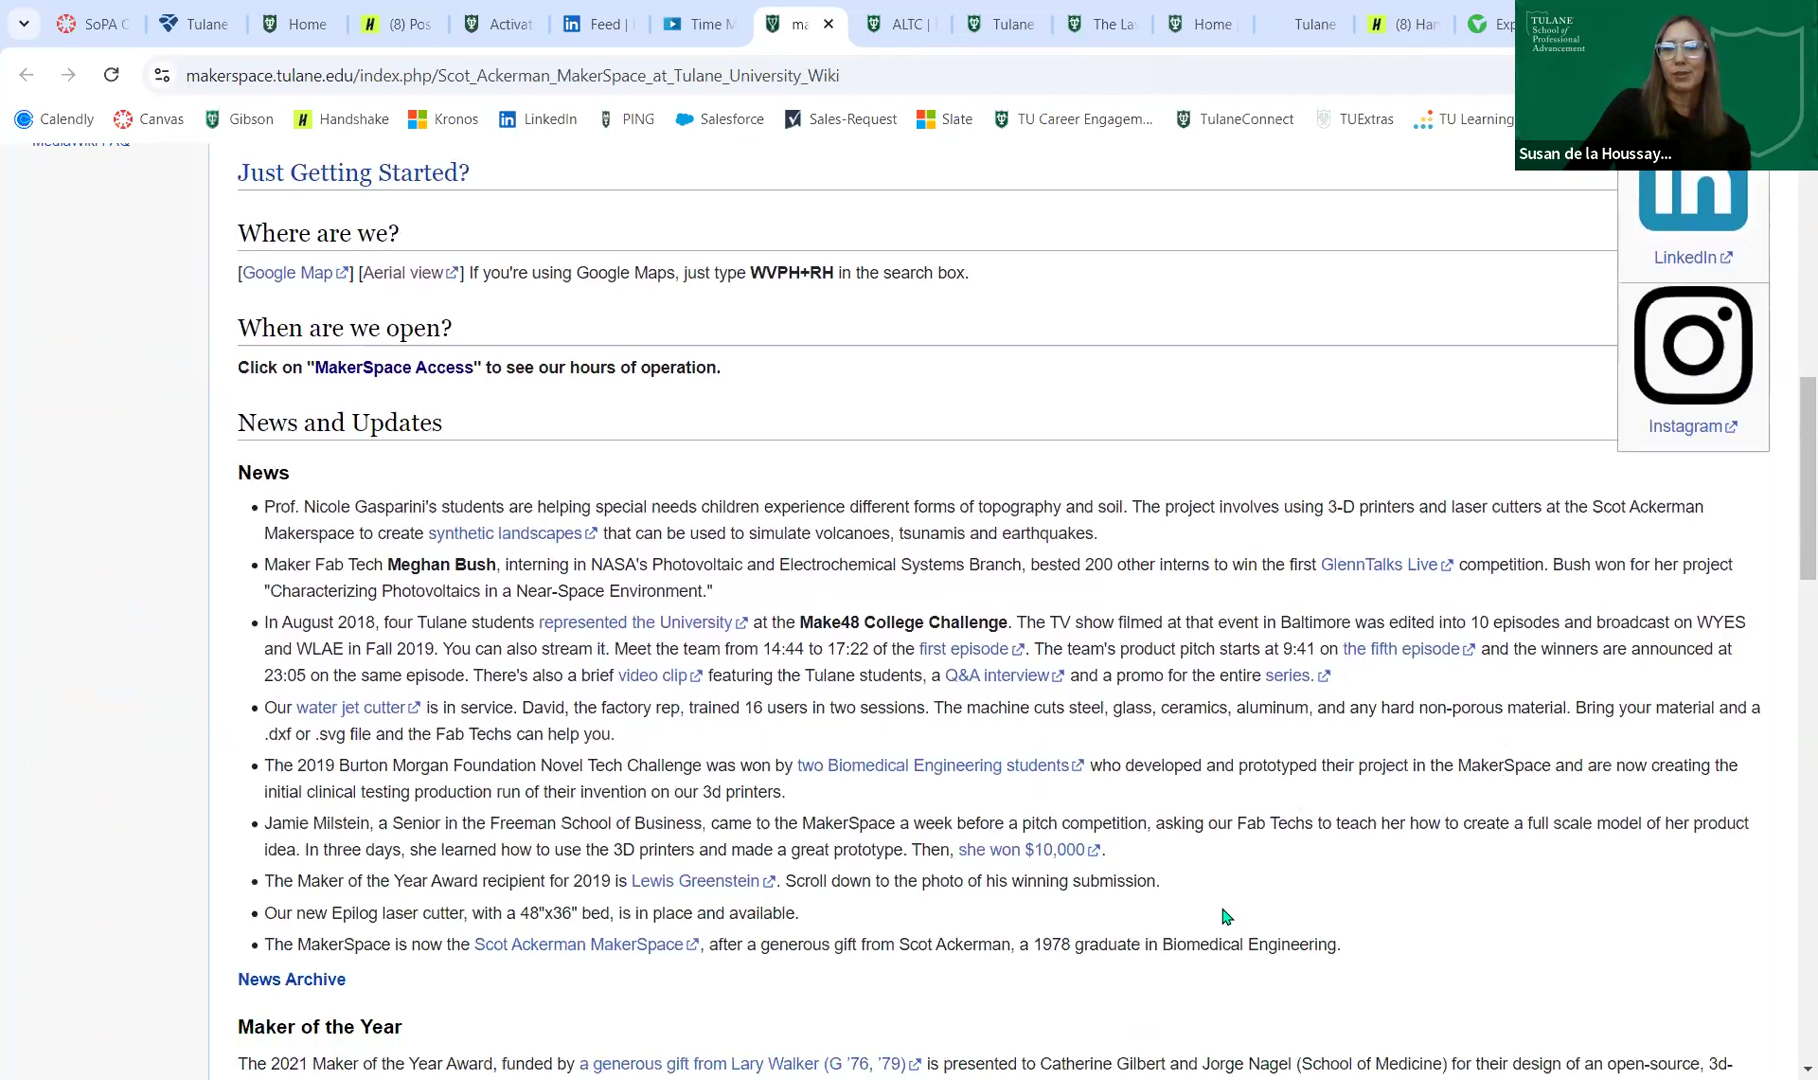 SoPA C
Tulane
Home
(8) Pos
Activat
Feed |
Time M
ma
ALTC |
Tulane
The La
Home
Tulane
(8) Han
Exp
makerspace.tulane.edu/index.php/Scot_Ackerman_MakerSpace_at_Tulane_University_Wiki
Calendly
Canvas
Gibson
Handshake
Kronos
LinkedIn
PING
Salesforce
Sales-Request
Slate
TU Career Engagem...
TulaneConnect
TUExtras
TU Learning
TULANE
School of
Professional
Advancement
Susan de la Houssay...
MediaWiki FAQ
Just Getting Started?
Where are we?
[Google Map] [Aerial view] If you're using Google Maps, just type WVPH+RH in the search box.
When are we open?
Click on "MakerSpace Access" to see our hours of operation.
in
LinkedIn
Instagram
News and Updates
News
• Prof. Nicole Gasparini's students are helping special needs children experience different forms of topography and soil. The project involves using 3-D printers and laser cutters at the Scot Ackerman
Makerspace to create synthetic landscapes that can be used to simulate volcanoes, tsunamis and earthquakes.
• Maker Fab Tech Meghan Bush, interning in NASA's Photovoltaic and Electrochemical Systems Branch, bested 200 other interns to win the first GlennTalks Live competition. Bush won for her project
"Characterizing Photovoltaics in a Near-Space Environment."
• In August 2018, four Tulane students represented the University at the Make48 College Challenge. The TV show filmed at that event in Baltimore was edited into 10 episodes and broadcast on WYES
and WLAE in Fall 2019. You can also stream it. Meet the team from 14:44 to 17:22 of the first episode. The team's product pitch starts at 9:41 on the fifth episode and the winners are announced at
23:05 on the same episode. There's also a brief video clip featuring the Tulane students, a Q&A interview and a promo for the entire series.
• Our water jet cutter is in service. David, the factory rep, trained 16 users in two sessions. The machine cuts steel, glass, ceramics, aluminum, and any hard non-porous material. Bring your material and a
.dxf or .svg file and the Fab Techs can help you.
• The 2019 Burton Morgan Foundation Novel Tech Challenge was won by two Biomedical Engineering students who developed and prototyped their project in the MakerSpace and are now creating the
initial clinical testing production run of their invention on our 3d printers.
• Jamie Milstein, a Senior in the Freeman School of Business, came to the MakerSpace a week before a pitch competition, asking our Fab Techs to teach her how to create a full scale model of her product
idea. In three days, she learned how to use the 3D printers and made a great prototype. Then, she won $10,000.
• The Maker of the Year Award recipient for 2019 is Lewis Greenstein. Scroll down to the photo of his winning submission.
• Our new Epilog laser cutter, with a 48"x36" bed, is in place and available.
• The MakerSpace is now the Scot Ackerman MakerSpace, after a generous gift from Scot Ackerman, a 1978 graduate in Biomedical Engineering.
News Archive
Maker of the Year
The 2021 Maker of the Year Award, funded by a generous gift from Lary Walker (G '76, '79) is presented to Catherine Gilbert and Jorge Nagel (School of Medicine) for their design of an open-source, 3d-